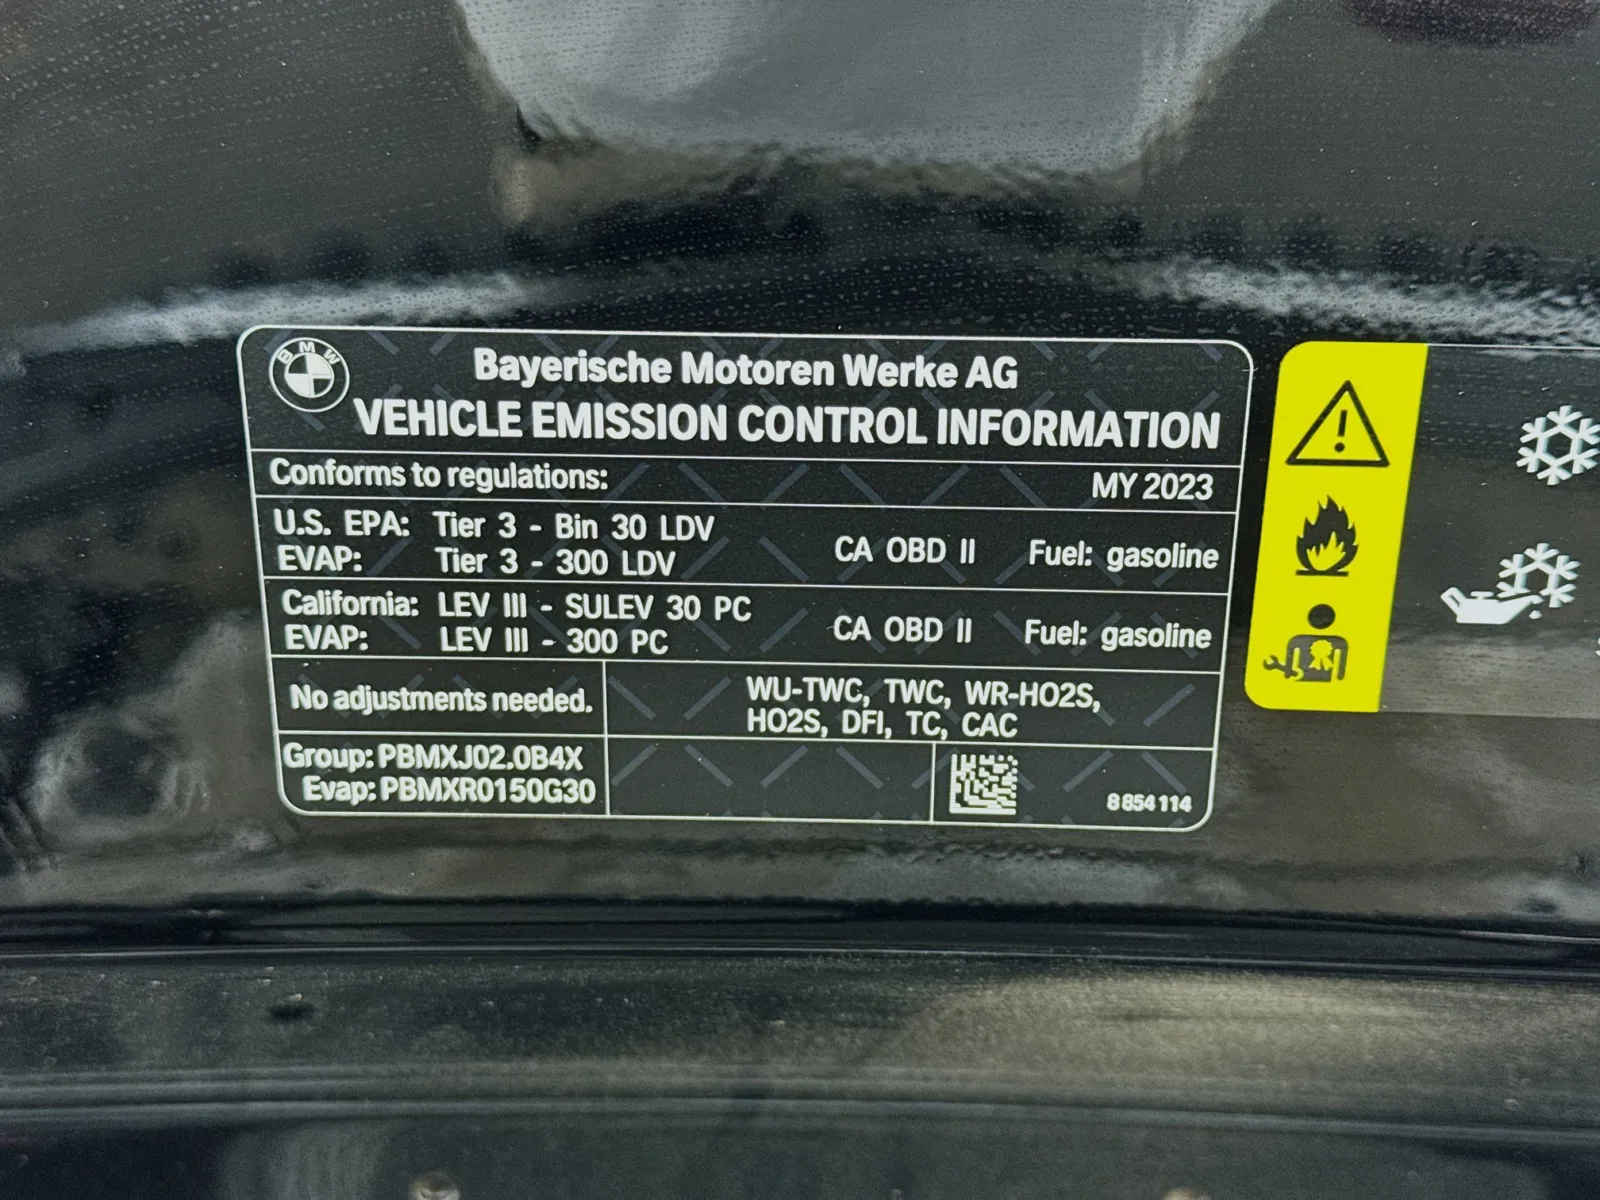 BMW
Bayerische Motoren Werke AG
VEHICLE EMISSION CONTROL INFORMATION
Conforms to regulations: MY 2023
U.S. EPA: Tier 3 - Bin 30 LDV
EVAP: Tier 3 - 300 LDV
CA OBD II Fuel: gasoline
California: LEV III - SULEV 30 PC
EVAP: LEV III - 300 PC
CA OBD II Fuel: gasoline
No adjustments needed.
WU-TWC, TWC, WR-HO2S,
HO2S, DFI, TC, CAC
Group: PBMXJ02.0B4X
Evap: PBMXR0150G30
8 854 114